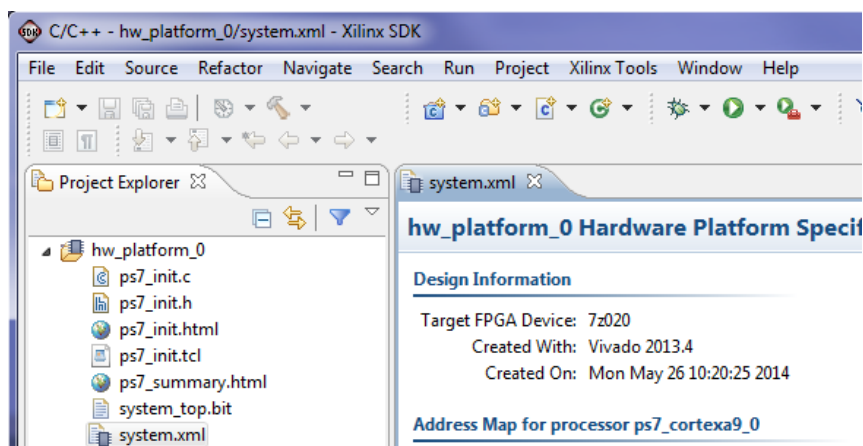 C/C++ - hw_platform_0/system.xml - Xilinx SDK
File Edit Source Refactor Navigate Search Run Project Xilinx Tools Window Help
Project Explorer
system.xml
hw_platform_0
ps7_init.c
ps7_init.h
ps7_init.html
ps7_init.tcl
ps7_summary.html
system_top.bit
system.xml
hw_platform_0 Hardware Platform Specif
Design Information
Target FPGA Device: 7z020
Created With: Vivado 2013.4
Created On: Mon May 26 10:20:25 2014
Address Map for processor ps7_cortexa9_0